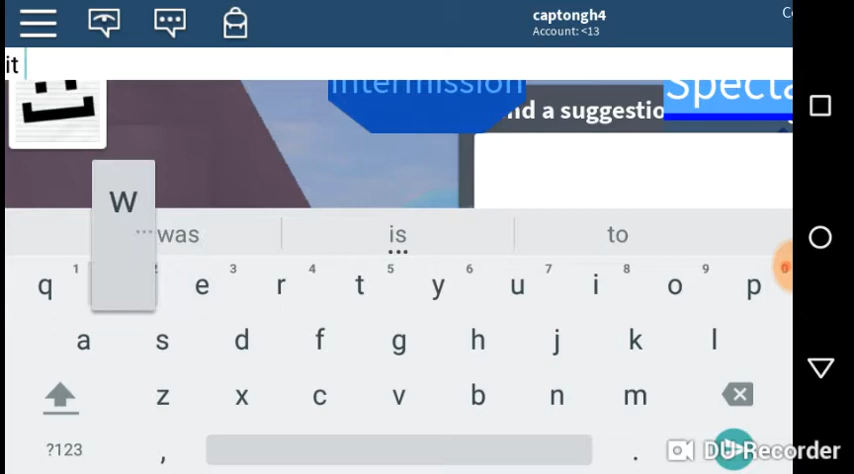 captongh4
Account: <13
C
it
Intermission
nd a suggestio
Specta
W
was
is
to
1 2 3 4 5 6 7 8 9 0
q e r t y u i o p
a s d f g h j k l
z x c v b n m
?123 , .
DU Recorder